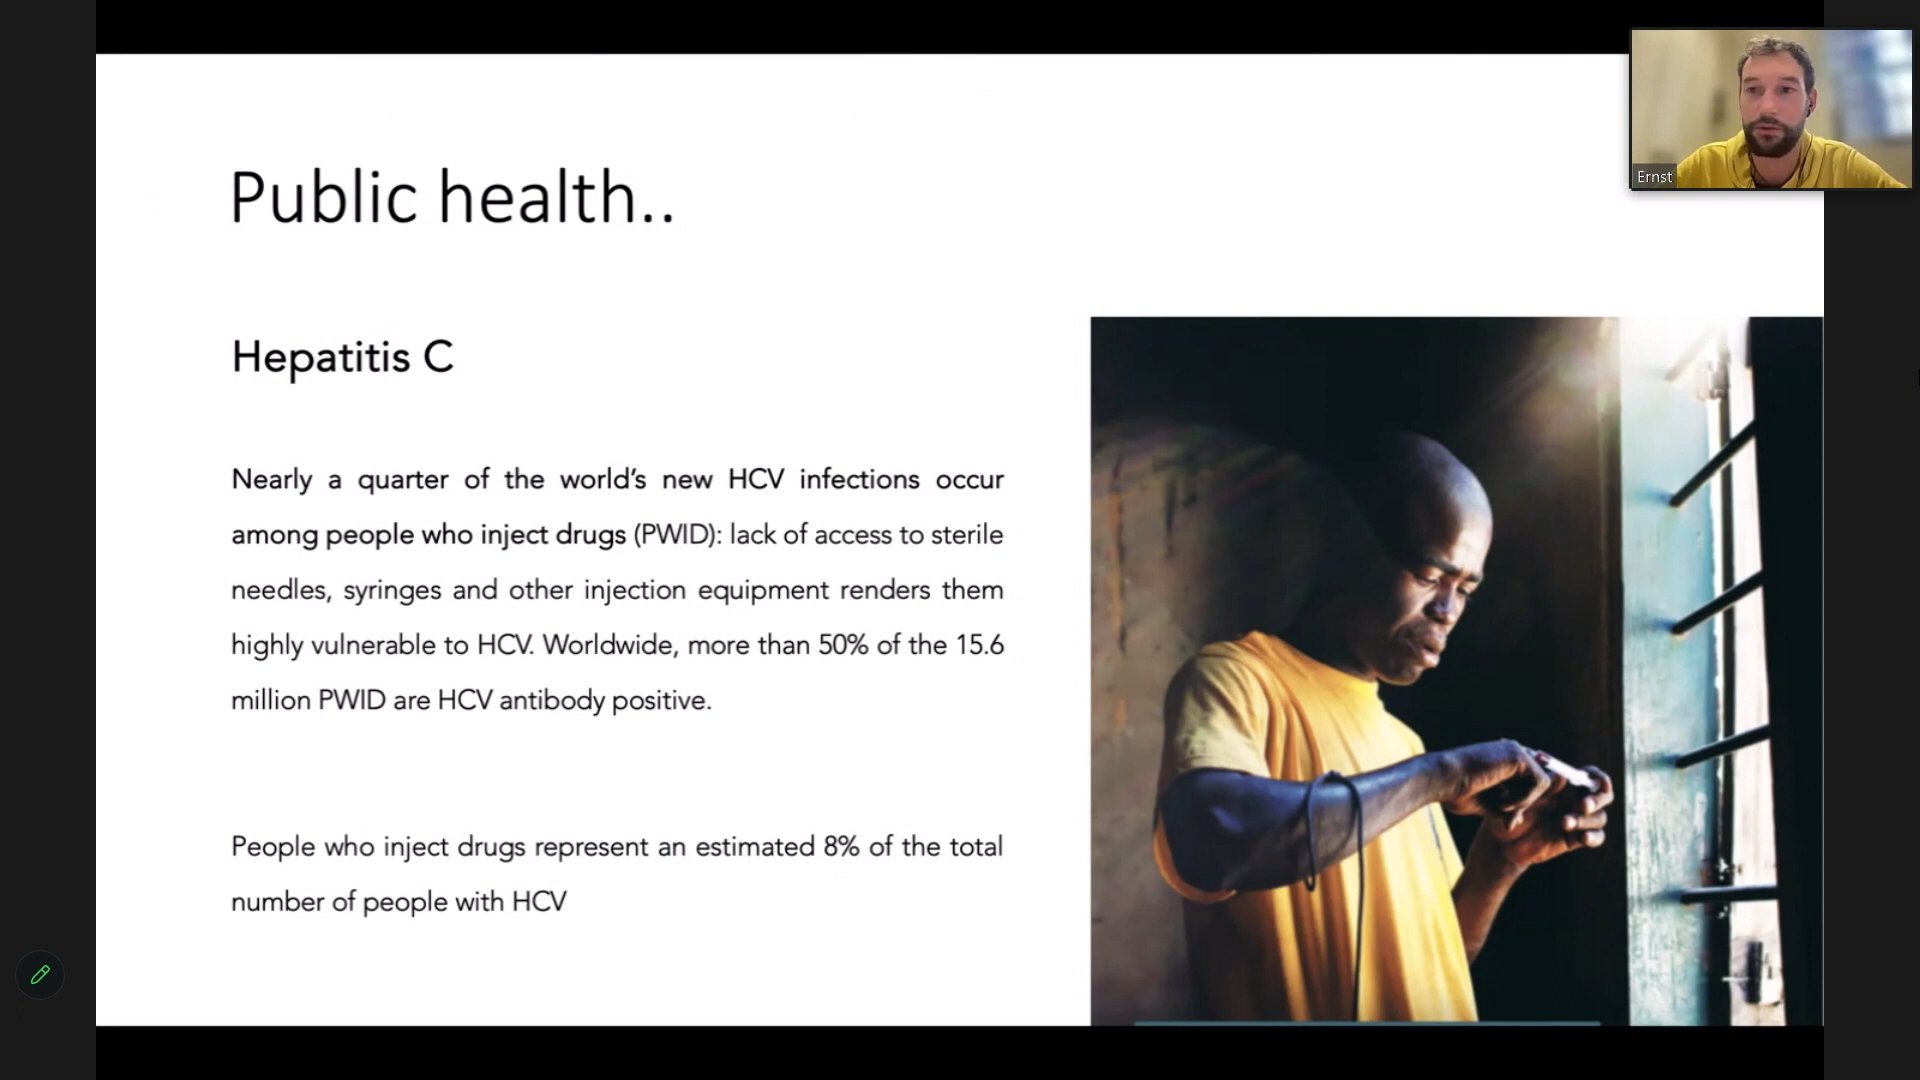 Public health..
Ernst
Hepatitis C
Nearly a quarter of the world's new HCV infections occur
among people who inject drugs (PWID): lack of access to sterile
needles, syringes and other injection equipment renders them
highly vulnerable to HCV. Worldwide, more than 50% of the 15.6
million PWID are HCV antibody positive.
People who inject drugs represent an estimated 8% of the total
number of people with HCV